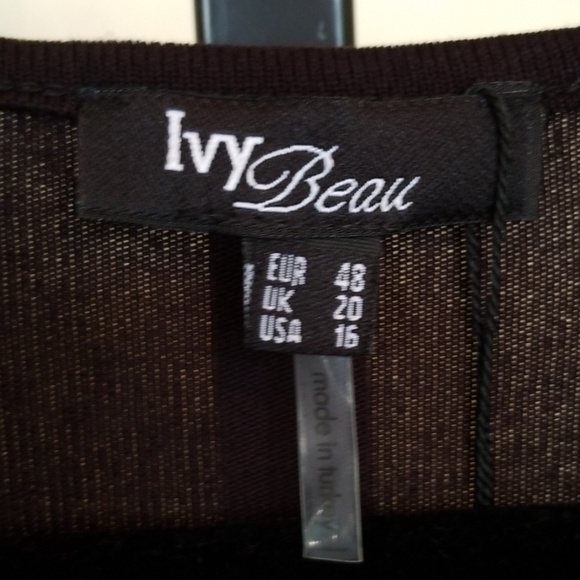 Ivy Beau
EUR 48
UK 20
USA 16
made in turkey